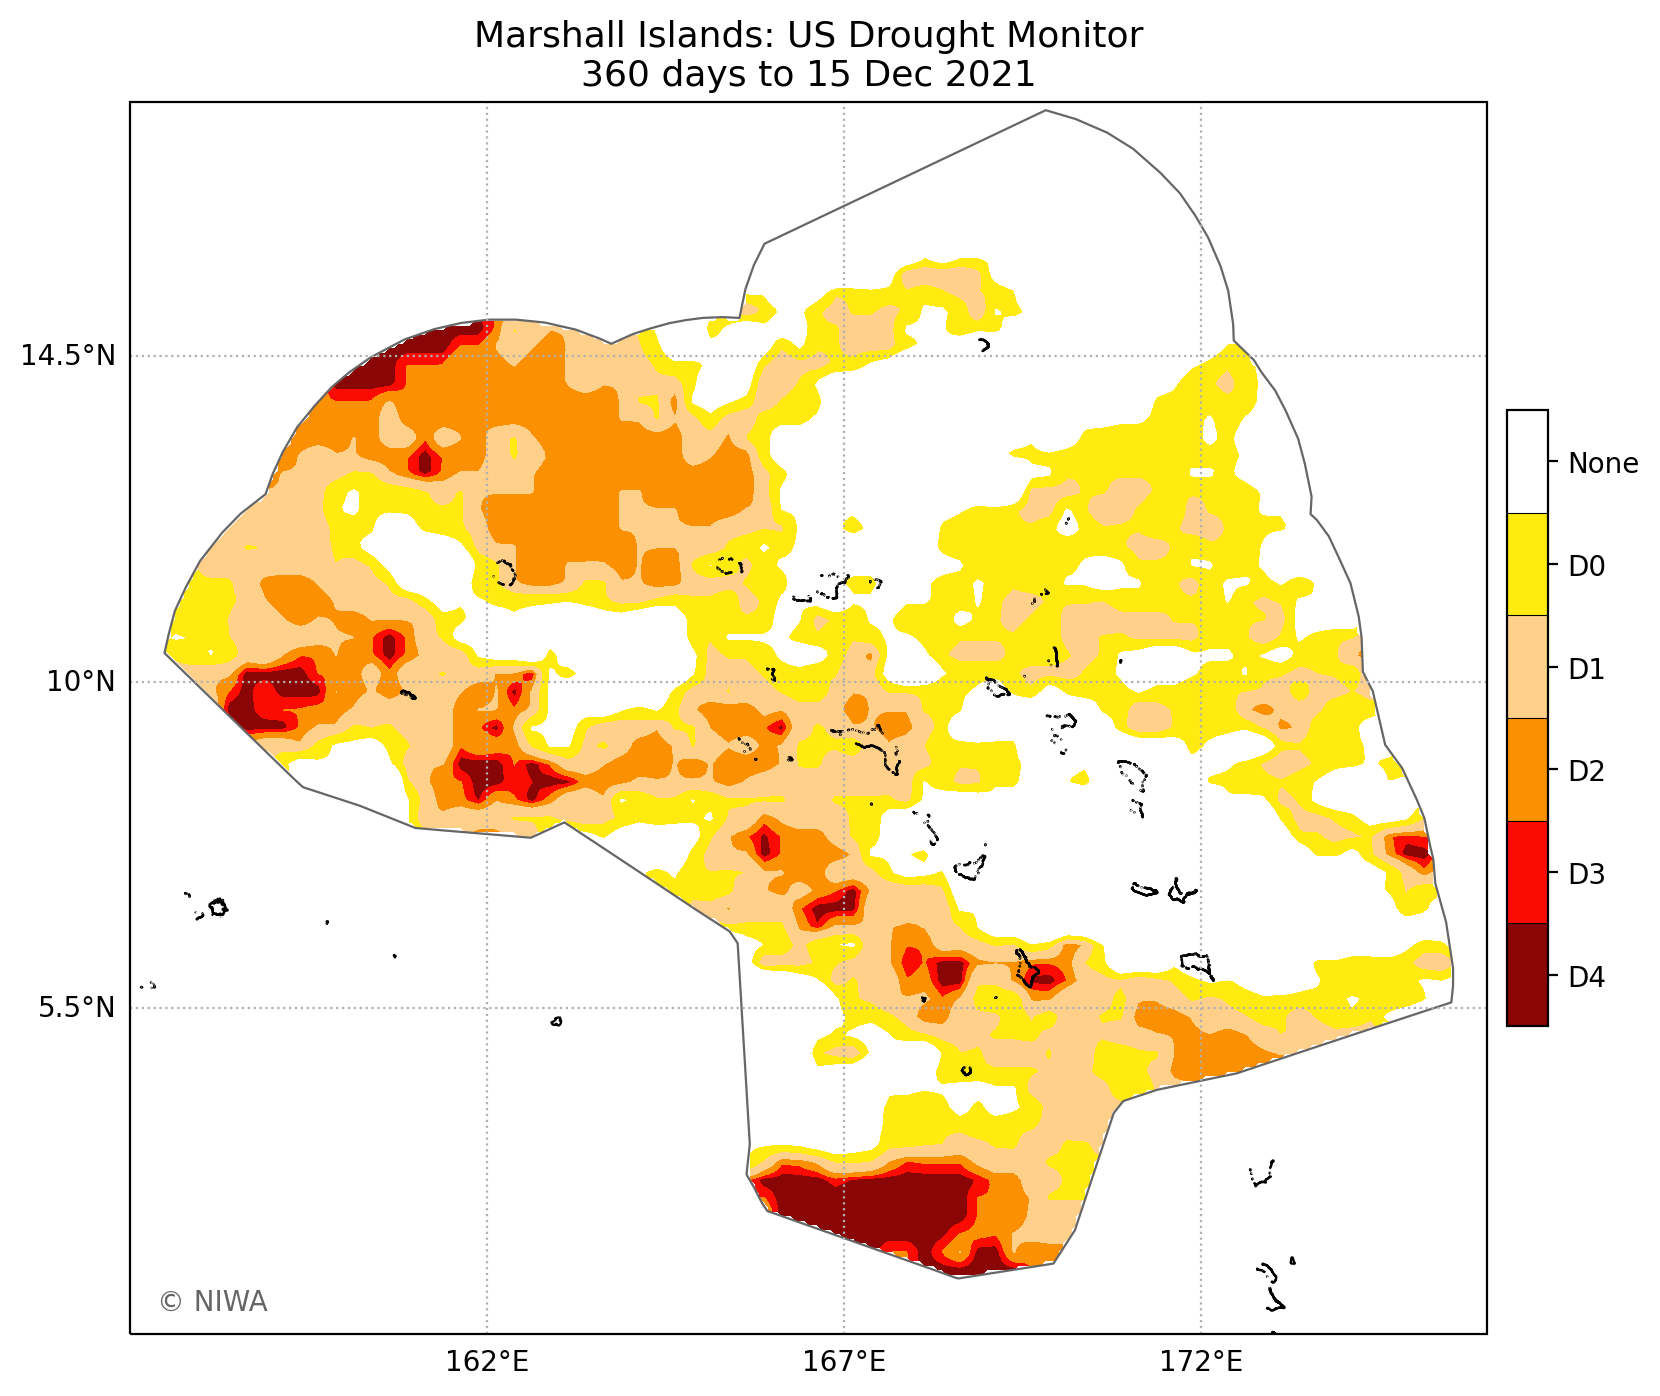 Marshall Islands: US Drought Monitor
360 days to 15 Dec 2021
14.5°N
10°N
5.5°N
162°E
167°E
172°E
None
D0
D1
D2
D3
D4
© NIWA